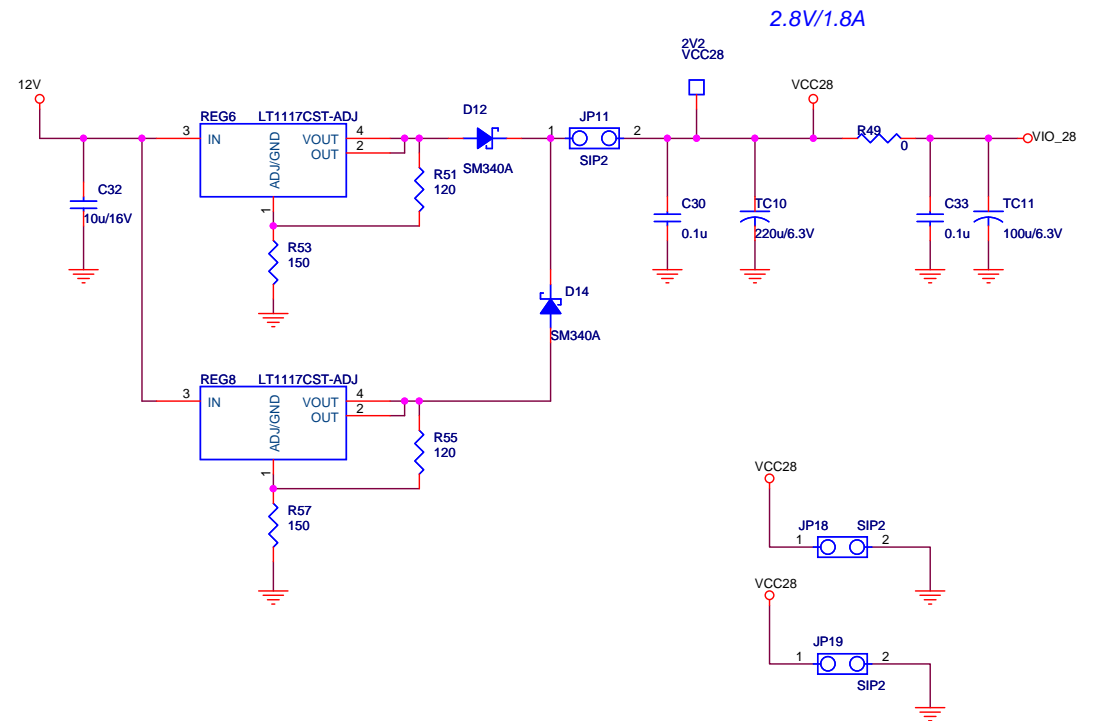 2.8V/1.8A
2V2
VCC28
12V
VCC28
REG6 LT1117CST-ADJ
D12
JP11
3 IN VOUT 4
OUT 2
ADJ/GND
1
1 2
R49
0
VIO_28
SM340A
SIP2
R51
120
C32
10u/16V
C30
0.1u
TC10
220u/6.3V
C33
0.1u
TC11
100u/6.3V
R53
150
D14
SM340A
REG8 LT1117CST-ADJ
3 IN VOUT 4
OUT 2
ADJ/GND
1
R55
120
R57
150
VCC28
JP18 SIP2
1 2
VCC28
JP19
1 2
SIP2